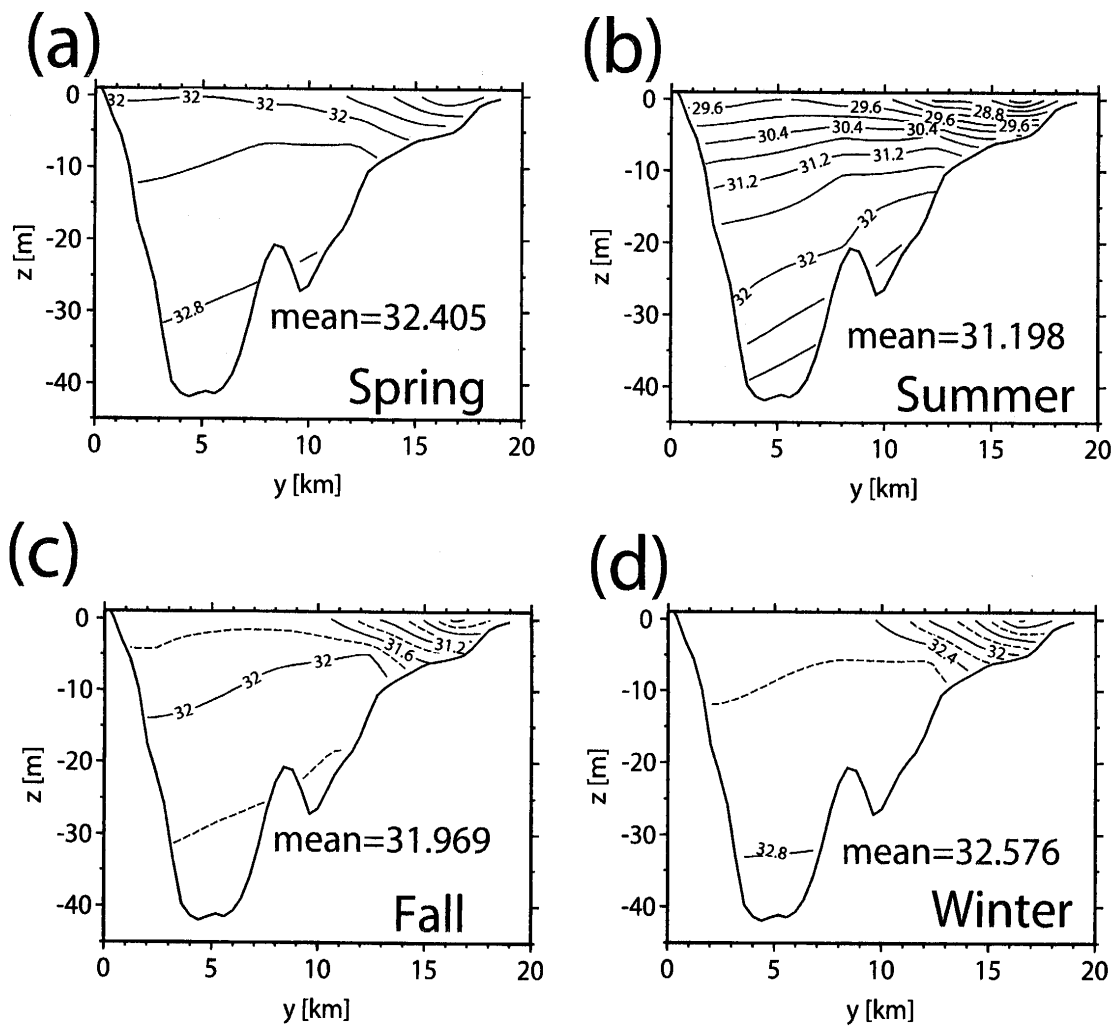 (a)
0
-10
-20
-30
-40
z [m]
32
32
32
32
32.8
mean=32.405
Spring
0 5 10 15 20
y [km]
(b)
0
-10
-20
-30
-40
z [m]
29.6 29.6 29.6 28.8 29.6
30.4 30.4 30.4
31.2 31.2 31.2
32
32
32
mean=31.198
Summer
0 5 10 15 20
y [km]
(c)
0
-10
-20
-30
-40
z [m]
31.6 31.2
32 32 32
mean=31.969
Fall
0 5 10 15 20
y [km]
(d)
0
-10
-20
-30
-40
z [m]
32.4 32
32.8
mean=32.576
Winter
0 5 10 15 20
y [km]